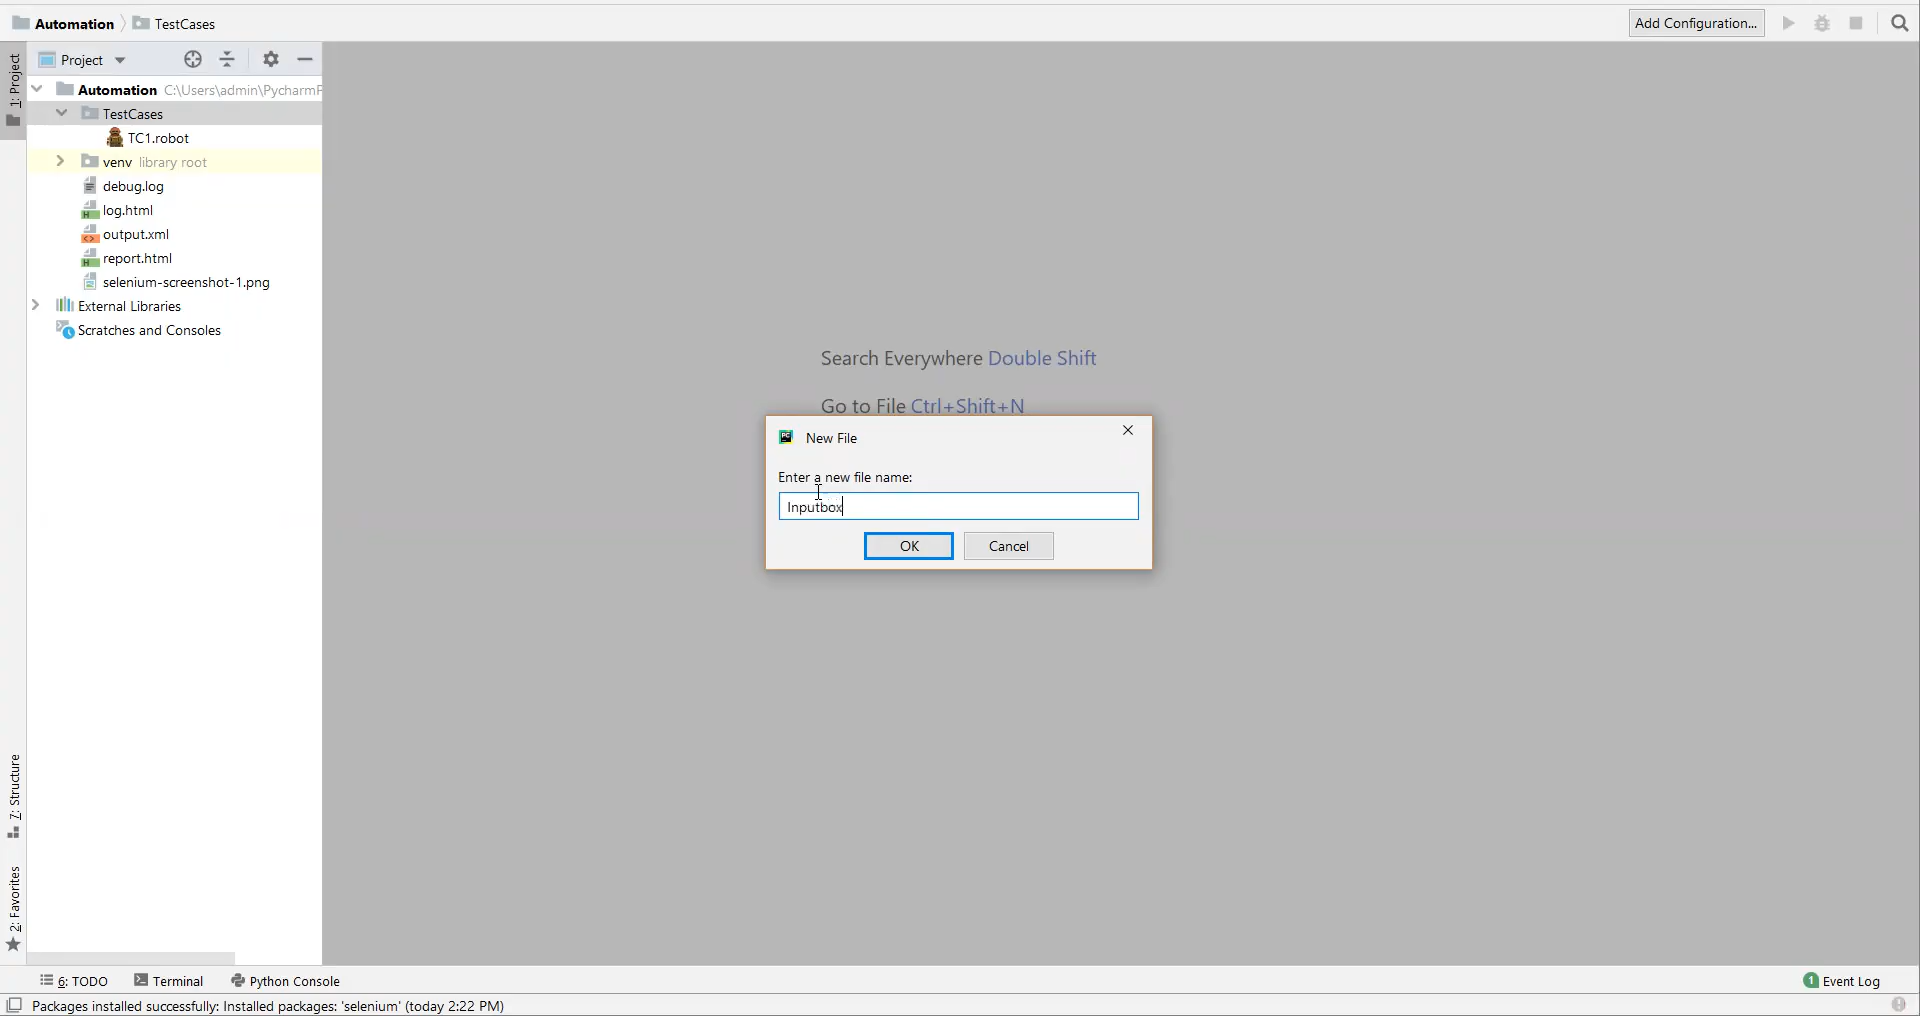 Automation TestCases Add Configuration...
1: Project
Project
Automation C:\Users\admin\PycharmP
TestCases
TC1.robot
venv library root
debug.log
log.html
output.xml
report.html
selenium-screenshot-1.png
External Libraries
Scratches and Consoles
Search Everywhere Double Shift
Go to File Ctrl+Shift+N
New File
Enter a new file name:
Inputbox
OK Cancel
7: Structure
2: Favorites
6: TODO Terminal Python Console 1 Event Log
Packages installed successfully: Installed packages: 'selenium' (today 2:22 PM)